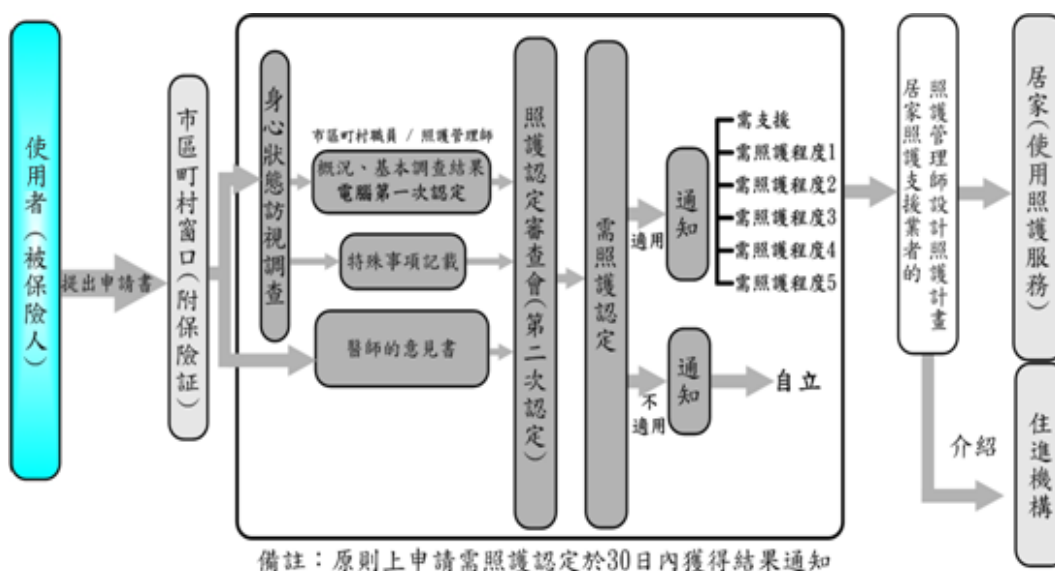 使用者(被保險人)
提出申請書
市區町村窗口(附保險証)
身心狀態訪視調查
市區町村職員 / 照護管理師
概況、基本調查結果
電腦第一次認定
特殊事項記載
醫師的意見書
照護認定審查會(第二次認定)
需照護認定
適用
通知
需支援
需照護程度1
需照護程度2
需照護程度3
需照護程度4
需照護程度5
不
適用
通知
自立
居家照護支援業者的
照護管理師設計照護計畫
居家(使用照護服務)
介紹
住進機構
備註：原則上申請需照護認定於30日內獲得結果通知